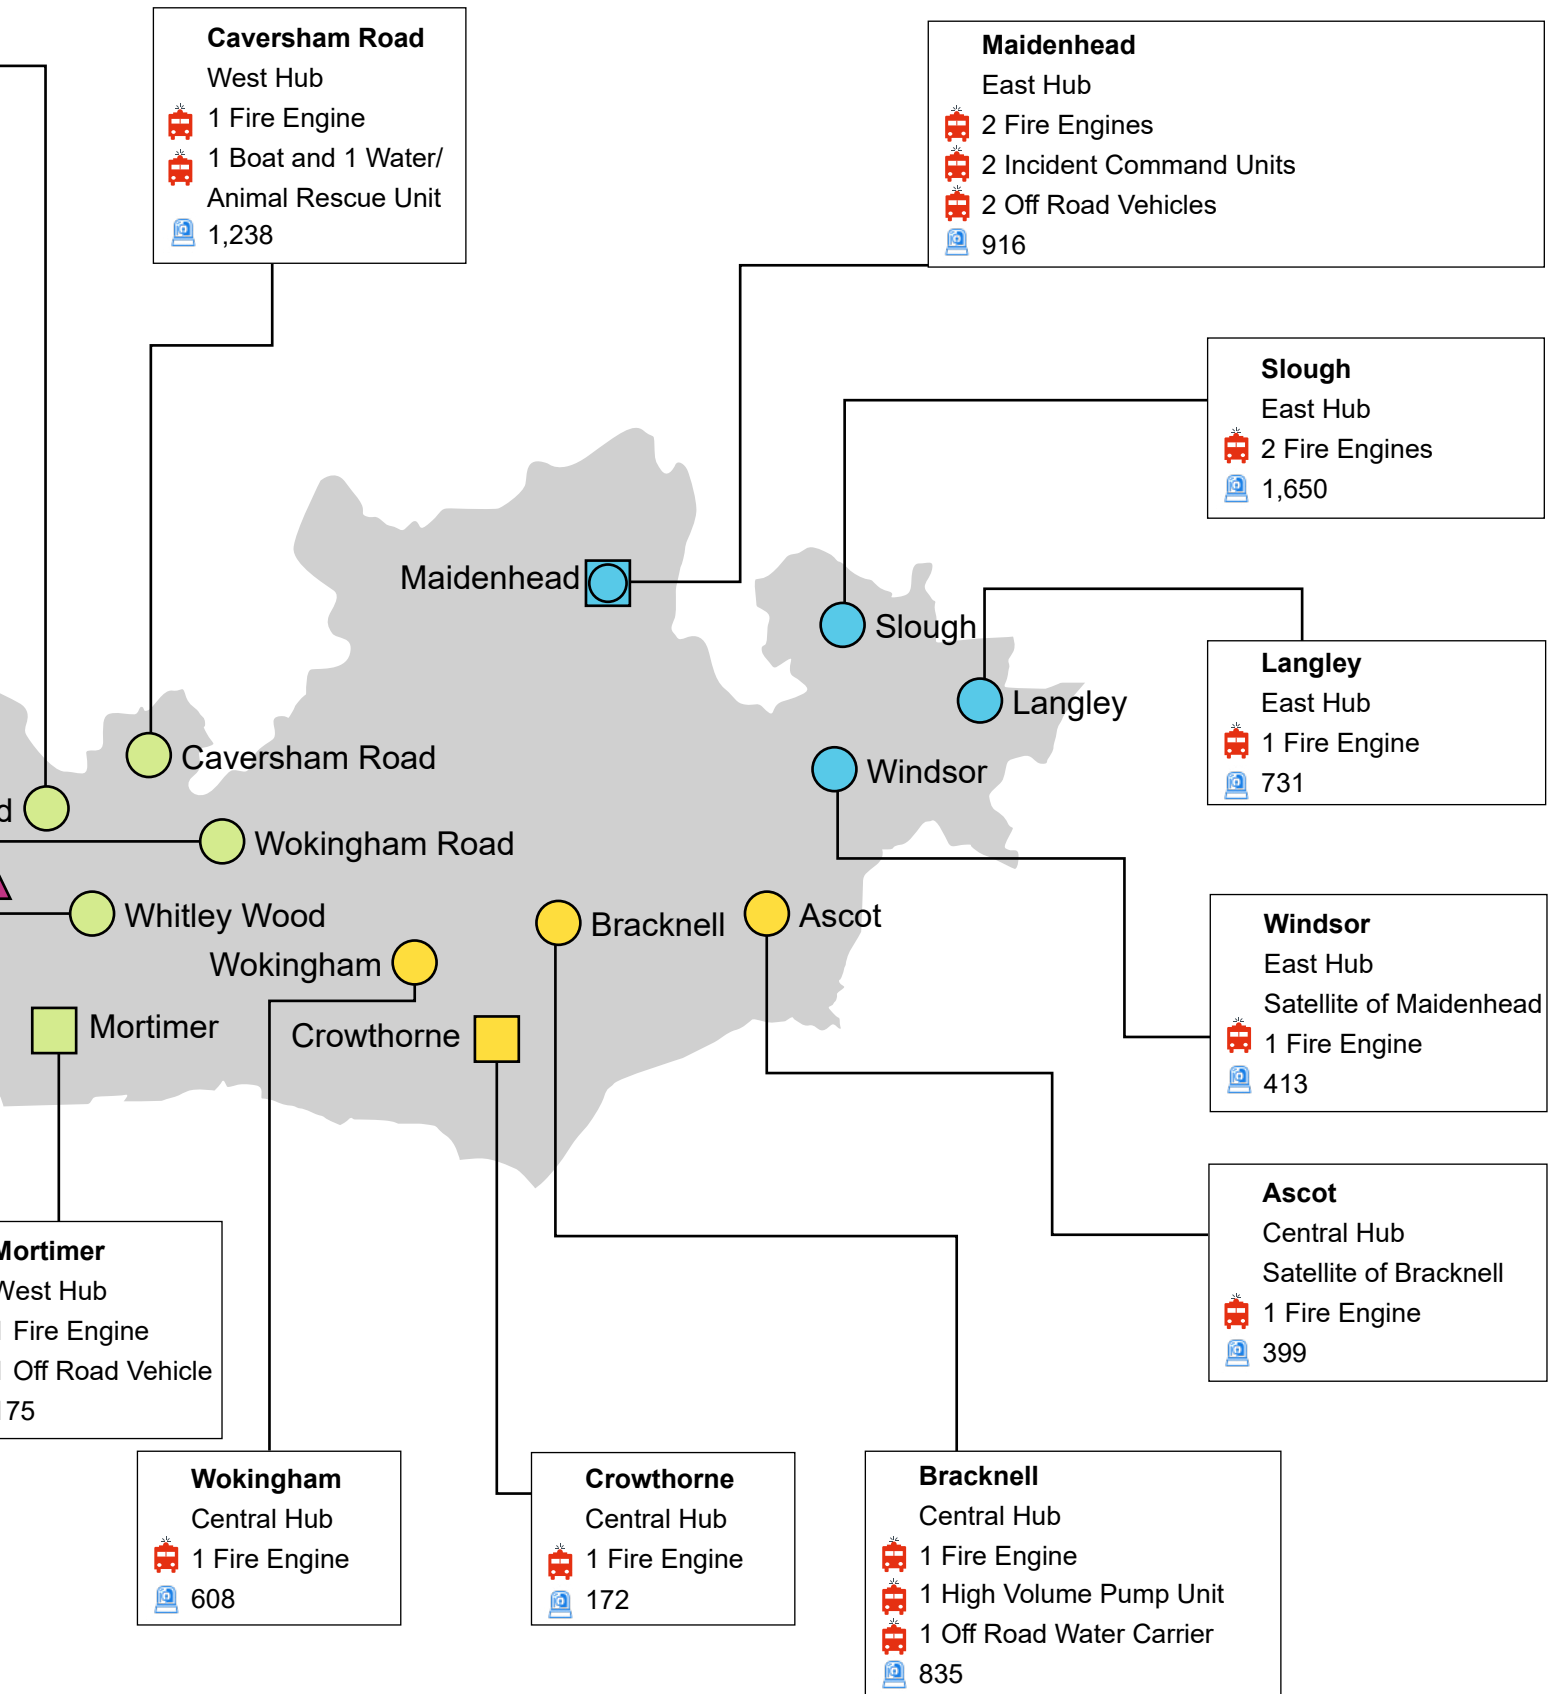 Caversham Road
West Hub
1 Fire Engine
1 Boat and 1 Water/
Animal Rescue Unit
1,238
Maidenhead
East Hub
2 Fire Engines
2 Incident Command Units
2 Off Road Vehicles
916
Slough
East Hub
2 Fire Engines
1,650
Langley
East Hub
1 Fire Engine
731
Windsor
East Hub
Satellite of Maidenhead
1 Fire Engine
413
Ascot
Central Hub
Satellite of Bracknell
1 Fire Engine
399
Maidenhead
Slough
Langley
Windsor
Caversham Road
d
Wokingham Road
Whitley Wood
Bracknell
Ascot
Wokingham
Mortimer
Crowthorne
Mortimer
West Hub
Fire Engine
Off Road Vehicle
175
Wokingham
Central Hub
1 Fire Engine
608
Crowthorne
Central Hub
1 Fire Engine
172
Bracknell
Central Hub
1 Fire Engine
1 High Volume Pump Unit
1 Off Road Water Carrier
835